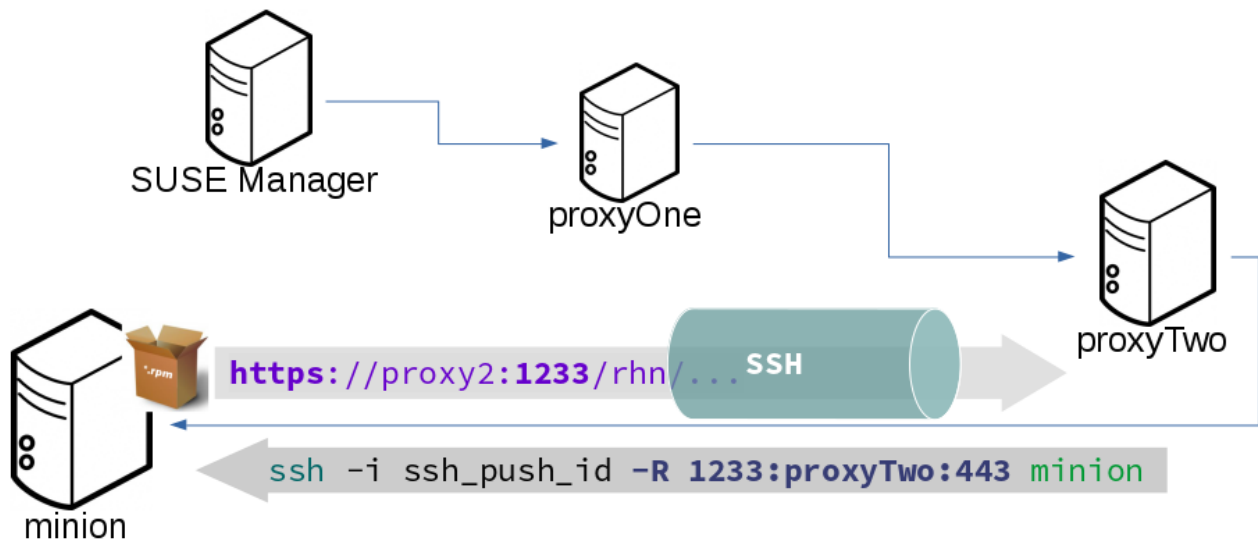 SUSE Manager
proxyOne
proxyTwo
*.rpm
https://proxy2:1233/rhn/...
SSH
ssh -i ssh_push_id -R 1233:proxyTwo:443 minion
minion